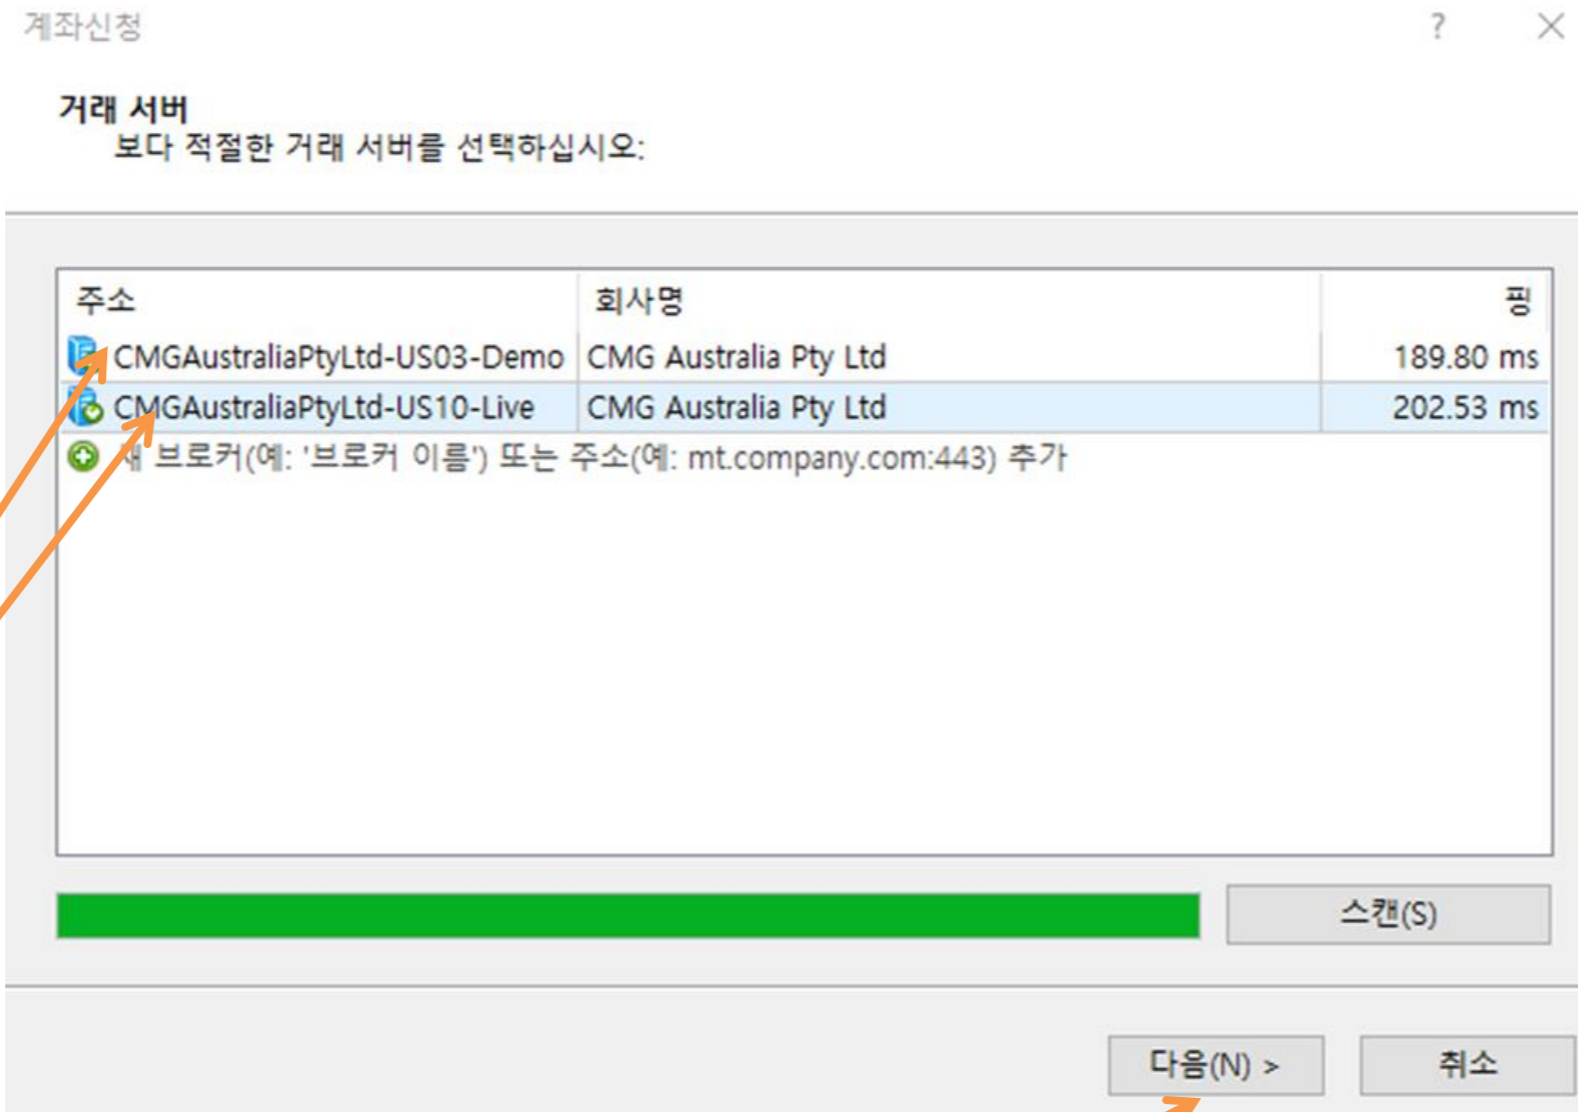 계좌신청 ?
거래 서버
보다 적절한 거래 서버를 선택하십시오:
주소 회사명 핑
CMGAustraliaPtyLtd-US03-Demo CMG Australia Pty Ltd 189.80 ms
CMGAustraliaPtyLtd-US10-Live CMG Australia Pty Ltd 202.53 ms
새 브로커(예: '브로커 이름') 또는 주소(예: mt.company.com:443) 추가
스캔(S)
다음(N) > 취소